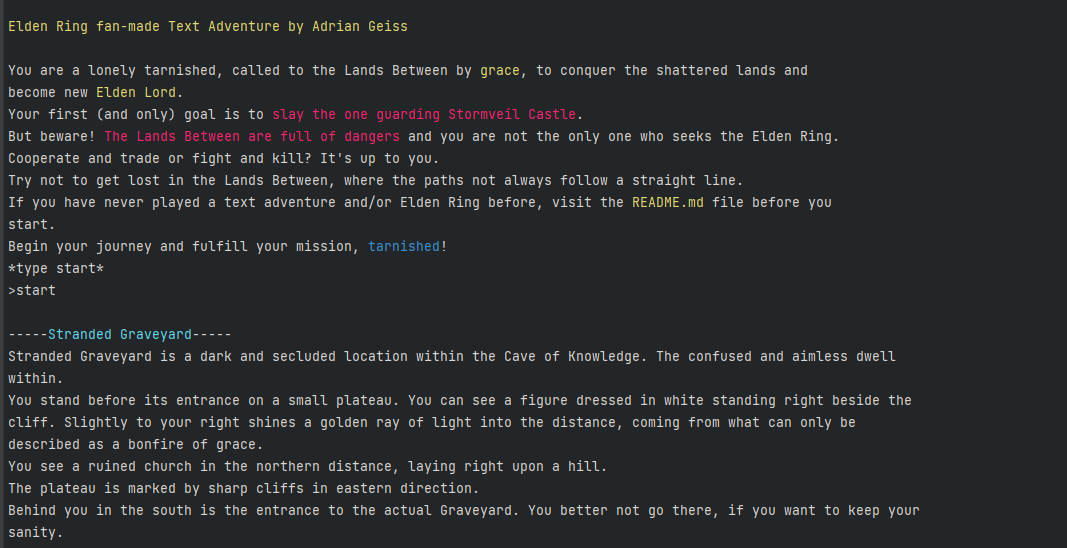 Elden Ring fan-made Text Adventure by Adrian Geiss
You are a lonely tarnished, called to the Lands Between by grace, to conquer the shattered lands and
become new Elden Lord.
Your first (and only) goal is to slay the one guarding Stormveil Castle.
But beware! The Lands Between are full of dangers and you are not the only one who seeks the Elden Ring.
Cooperate and trade or fight and kill? It's up to you.
Try not to get lost in the Lands Between, where the paths not always follow a straight line.
If you have never played a text adventure and/or Elden Ring before, visit the README.md file before you
start.
Begin your journey and fulfill your mission, tarnished!
*type start*
>start
-----Stranded Graveyard-----
Stranded Graveyard is a dark and secluded location within the Cave of Knowledge. The confused and aimless dwell
within.
You stand before its entrance on a small plateau. You can see a figure dressed in white standing right beside the
cliff. Slightly to your right shines a golden ray of light into the distance, coming from what can only be
described as a bonfire of grace.
You see a ruined church in the northern distance, laying right upon a hill.
The plateau is marked by sharp cliffs in eastern direction.
Behind you in the south is the entrance to the actual Graveyard. You better not go there, if you want to keep your
sanity.